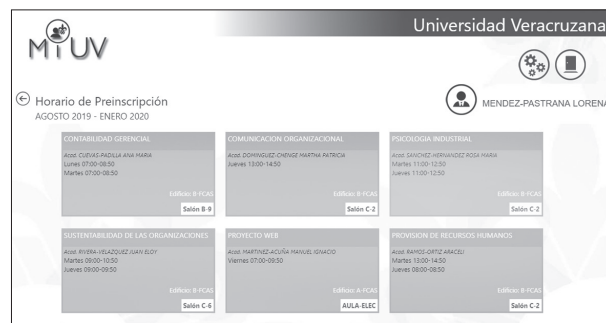 Universidad Veracruzana
MiUV
Horario de Preinscripción
AGOSTO 2019 - ENERO 2020
MENDEZ-PASTRANA LORENA
CONTABILIDAD GERENCIAL
Acad. CUEVAS-PADILLA ANA MARIA
Lunes 07:00-08:50
Martes 07:00-08:50
Edificio: B-FCAS
Salón B-9
COMUNICACION ORGANIZACIONAL
Acad. DOMINGUEZ-CHENGE MARTHA PATRICIA
Jueves 13:00-14:50
Edificio: B-FCAS
Salón C-2
PSICOLOGIA INDUSTRIAL
Acad. SANCHEZ-HERNANDEZ ROSA MARIA
Martes 11:00-12:50
Jueves 11:00-12:50
Edificio: B-FCAS
Salón C-2
SUSTENTABILIDAD DE LAS ORGANIZACIONES
Acad. RIVERA-VELAZQUEZ JUAN ELOY
Martes 09:00-10:50
Jueves 09:00-09:50
Edificio: B-FCAS
Salón C-6
PROYECTO WEB
Acad. MARTINEZ-ACUÑA MANUEL IGNACIO
Viernes 07:00-09:50
Edificio: A-FCAS
AULA-ELEC
PROVISION DE RECURSOS HUMANOS
Acad. RAMOS-ORTIZ ARACELI
Martes 13:00-14:50
Jueves 08:00-08:50
Edificio: B-FCAS
Salón C-2